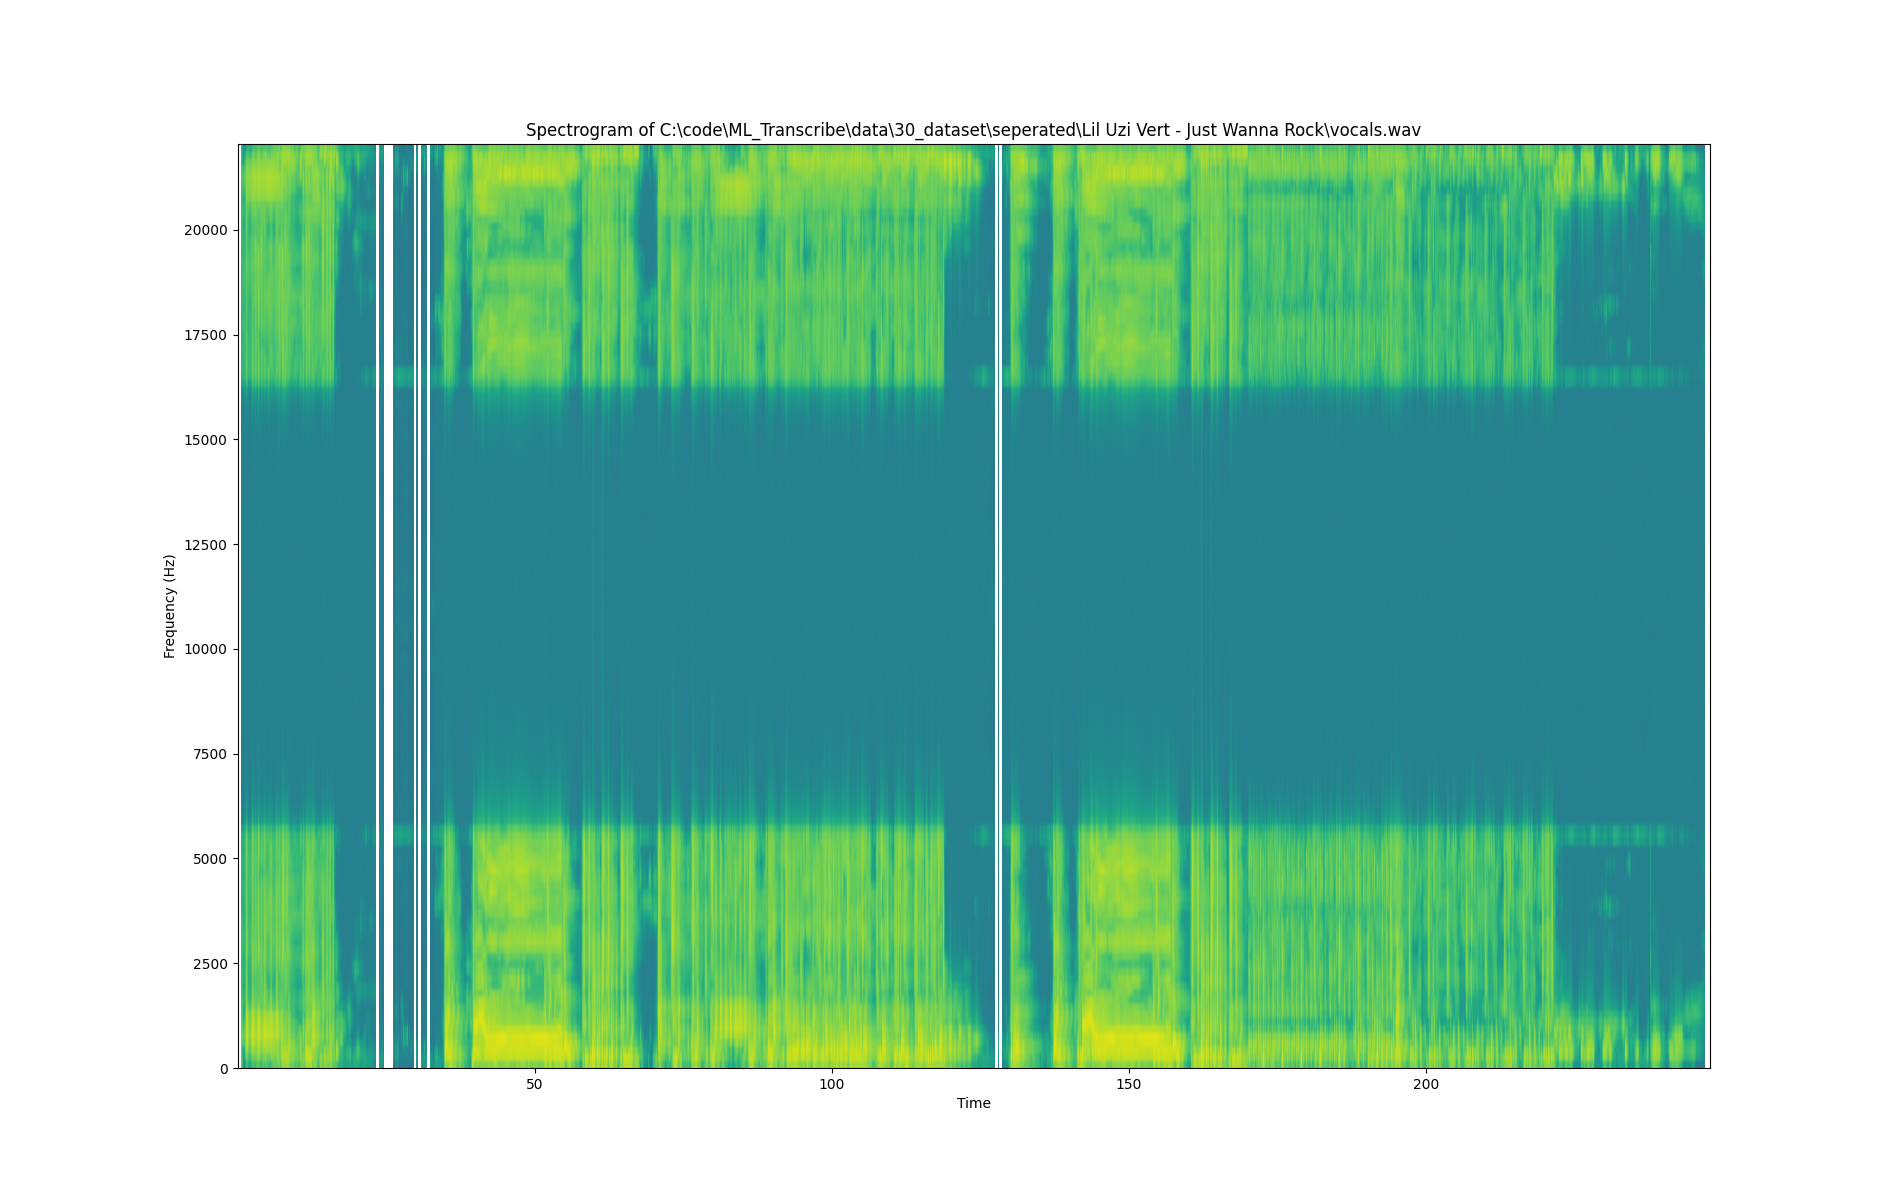 Spectrogram of C:\code\ML_Transcribe\data\30_dataset\seperated\Lil Uzi Vert - Just Wanna Rock\vocals.wav
Frequency (Hz)
20000
17500
15000
12500
10000
7500
5000
2500
0
50 100 150 200
Time